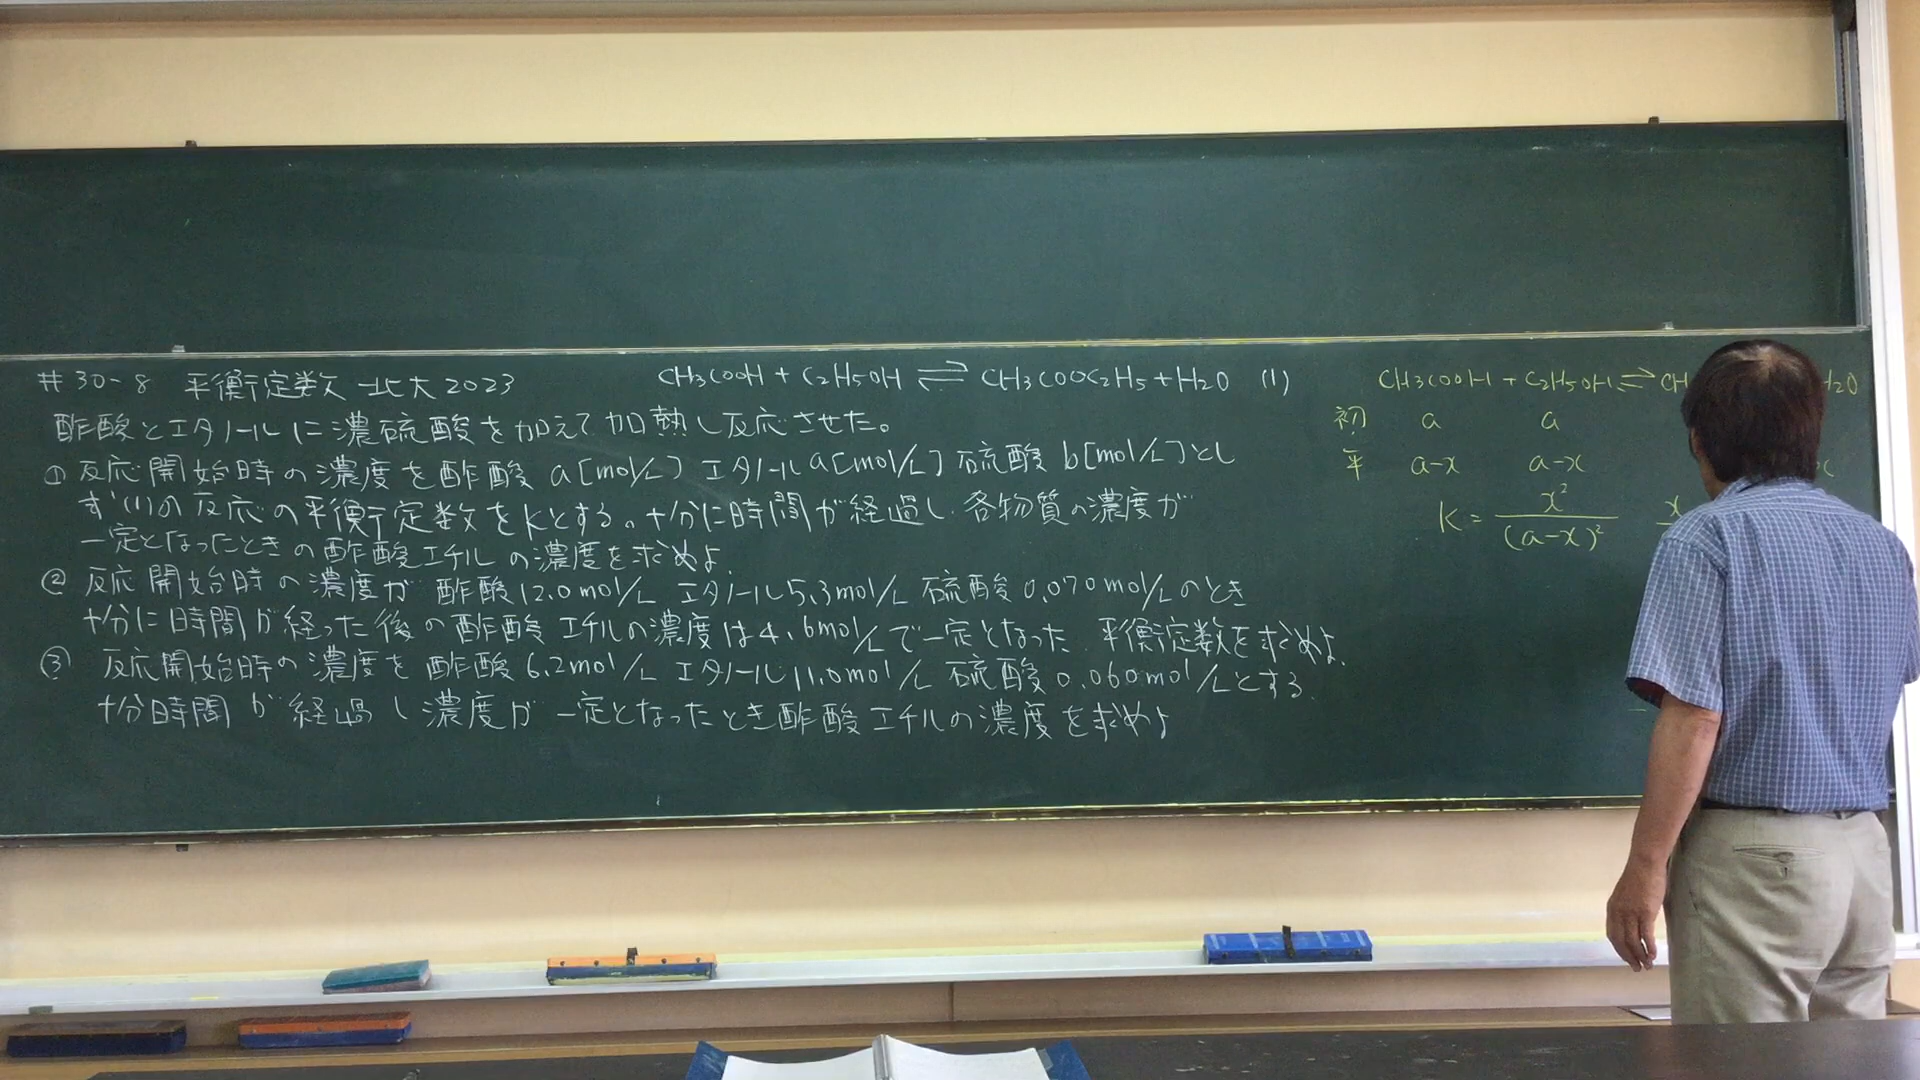 #30-8 平衡定数 北大2023
CH3COOH + C2H5OH ⇌ CH3COOC2H5 + H2O (1)
酢酸とエタノールに濃硫酸を加えて加熱し反応させた。
① 反応開始時の濃度を酢酸 a[mol/L] エタノール a[mol/L] 硫酸 b[mol/L]とし
(1)の反応の平衡定数をKとする。十分に時間が経過し各物質の濃度が
一定となったときの酢酸エチルの濃度を求めよ
② 反応開始時の濃度が 酢酸12.0mol/L エタノール5.3mol/L 硫酸0.070mol/Lのとき
十分に時間が経った後の酢酸エチルの濃度は4.6mol/Lで一定となった. 平衡定数を求めよ.
③ 反応開始時の濃度を酢酸6.2mol/L エタノール11.0mol/L 硫酸0.060mol/Lとする.
十分時間が経過し濃度が一定となったとき酢酸エチルの濃度を求めよ
CH3COOH + C2H5OH ⇌ CH H2O
初 a a
平 a-x a-x
K = x²/(a-x)² x